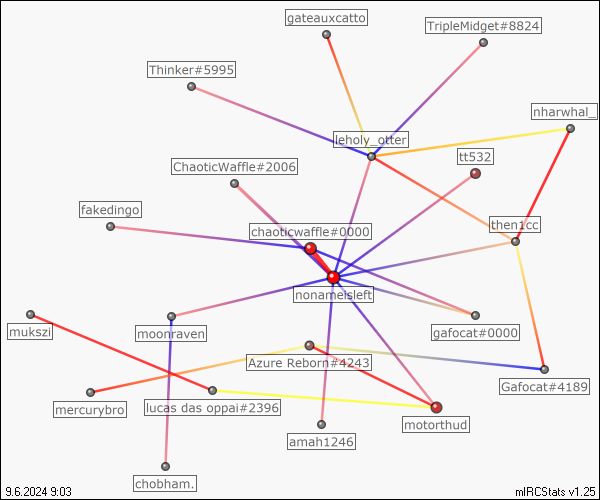 gateauxcatto
TripleMidget#8824
Thinker#5995
nharwhal_
leholy_otter
tt532
ChaoticWaffle#2006
fakedingo
chaoticwaffle#0000
then1cc
nonameisleft
mukszi
moonraven
gafocat#0000
Azure Reborn#4243
Gafocat#4189
mercurybro
lucas das oppai#2396
motorthud
amah1246
chobham.
9.6.2024 9:03
mIRCStats v1.25